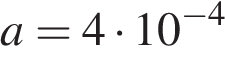 a = 4 · 10⁻⁴